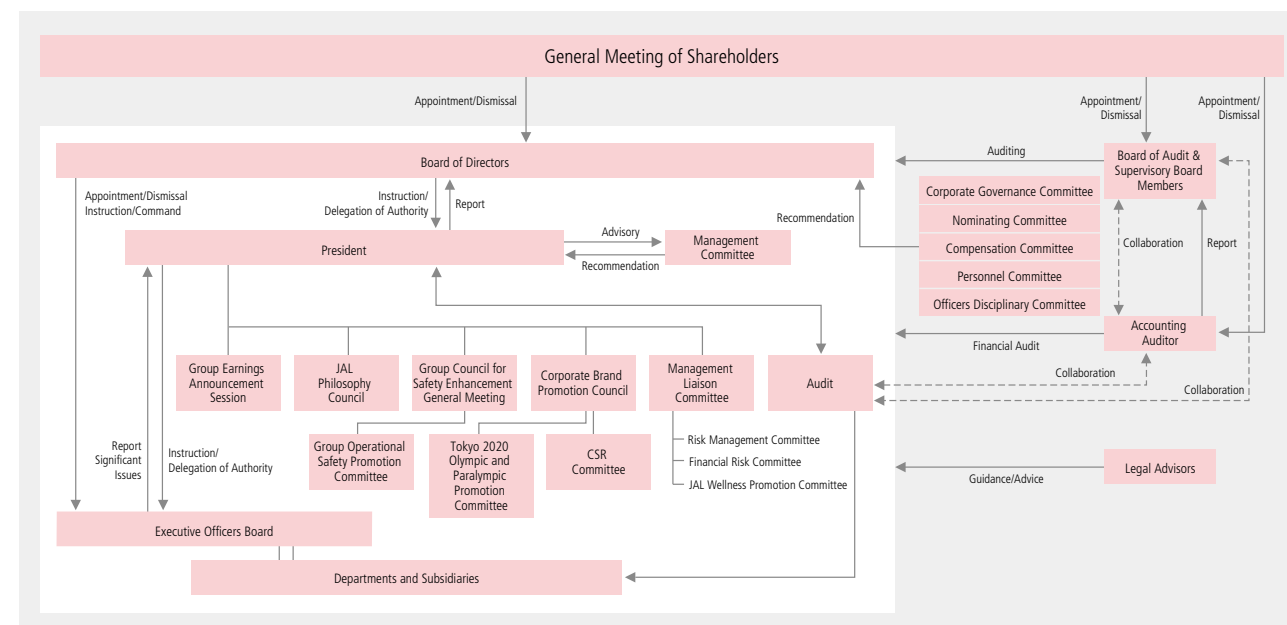 General Meeting of Shareholders
Appointment/Dismissal
Appointment/
Dismissal
Appointment/
Dismissal
Board of Directors
Auditing
Board of Audit &
Supervisory Board
Members
Appointment/Dismissal
Instruction/Command
Instruction/
Delegation of Authority
Report
Recommendation
Corporate Governance Committee
Nominating Committee
Compensation Committee
Personnel Committee
Officers Disciplinary Committee
Collaboration
Report
President
Advisory
Recommendation
Management
Committee
Accounting
Auditor
Financial Audit
Collaboration
Collaboration
Group Earnings
Announcement
Session
JAL
Philosophy
Council
Group Council for
Safety Enhancement
General Meeting
Corporate Brand
Promotion Council
Management
Liaison
Committee
Audit
Report
Significant
Issues
Instruction/
Delegation of Authority
Group Operational
Safety Promotion
Committee
Tokyo 2020
Olympic and
Paralympic
Promotion
Committee
CSR
Committee
Risk Management Committee
Financial Risk Committee
JAL Wellness Promotion Committee
Legal Advisors
Guidance/Advice
Executive Officers Board
Departments and Subsidiaries